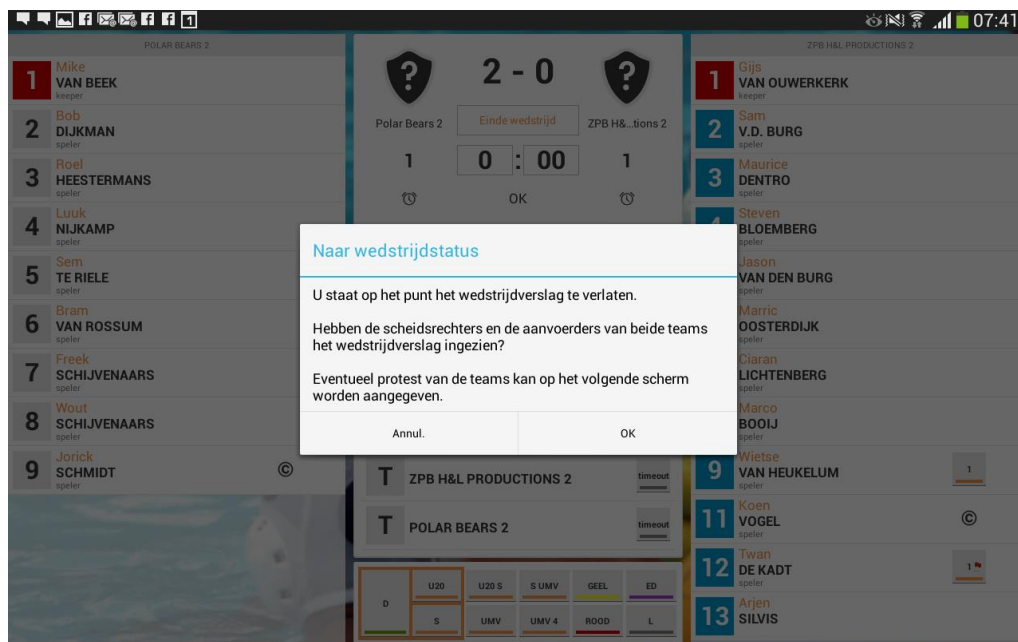 07:41
POLAR BEARS 2
1 Mike
VAN BEEK
keeper
2 Bob
DIJKMAN
speler
3 Roel
HEESTERMANS
speler
4 Luuk
NIJKAMP
speler
5 Sem
TE RIELE
speler
6 Bram
VAN ROSSUM
speler
7 Freek
SCHIJVENAARS
speler
8 Wout
SCHIJVENAARS
speler
9 Jorick
SCHMIDT ©
speler
? 2 - 0 ?
Polar Bears 2 Einde wedstrijd ZPB H&...tions 2
1 0 : 00 1
OK
Naar wedstrijdstatus
U staat op het punt het wedstrijdverslag te verlaten.
Hebben de scheidsrechters en de aanvoerders van beide teams
het wedstrijdverslag ingezien?
Eventueel protest van de teams kan op het volgende scherm
worden aangegeven.
Annul. OK
T ZPB H&L PRODUCTIONS 2 timeout
T POLAR BEARS 2 timeout
D U20 U20 S S UMV GEEL ED
S UMV UMV 4 ROOD L
ZPB H&L PRODUCTIONS 2
1 Gijs
VAN OUWERKERK
keeper
2 Sam
V.D. BURG
speler
3 Maurice
DENTRO
speler
4 Steven
BLOEMBERG
Jason
VAN DEN BURG
Marric
OOSTERDIJK
Ciaran
LICHTENBERG
Marco
BOOIJ
9 Wietse
VAN HEUKELUM 1
speler
11 Koen
VOGEL ©
speler
12 Twan
DE KADT 1
speler
13 Arjen
SILVIS